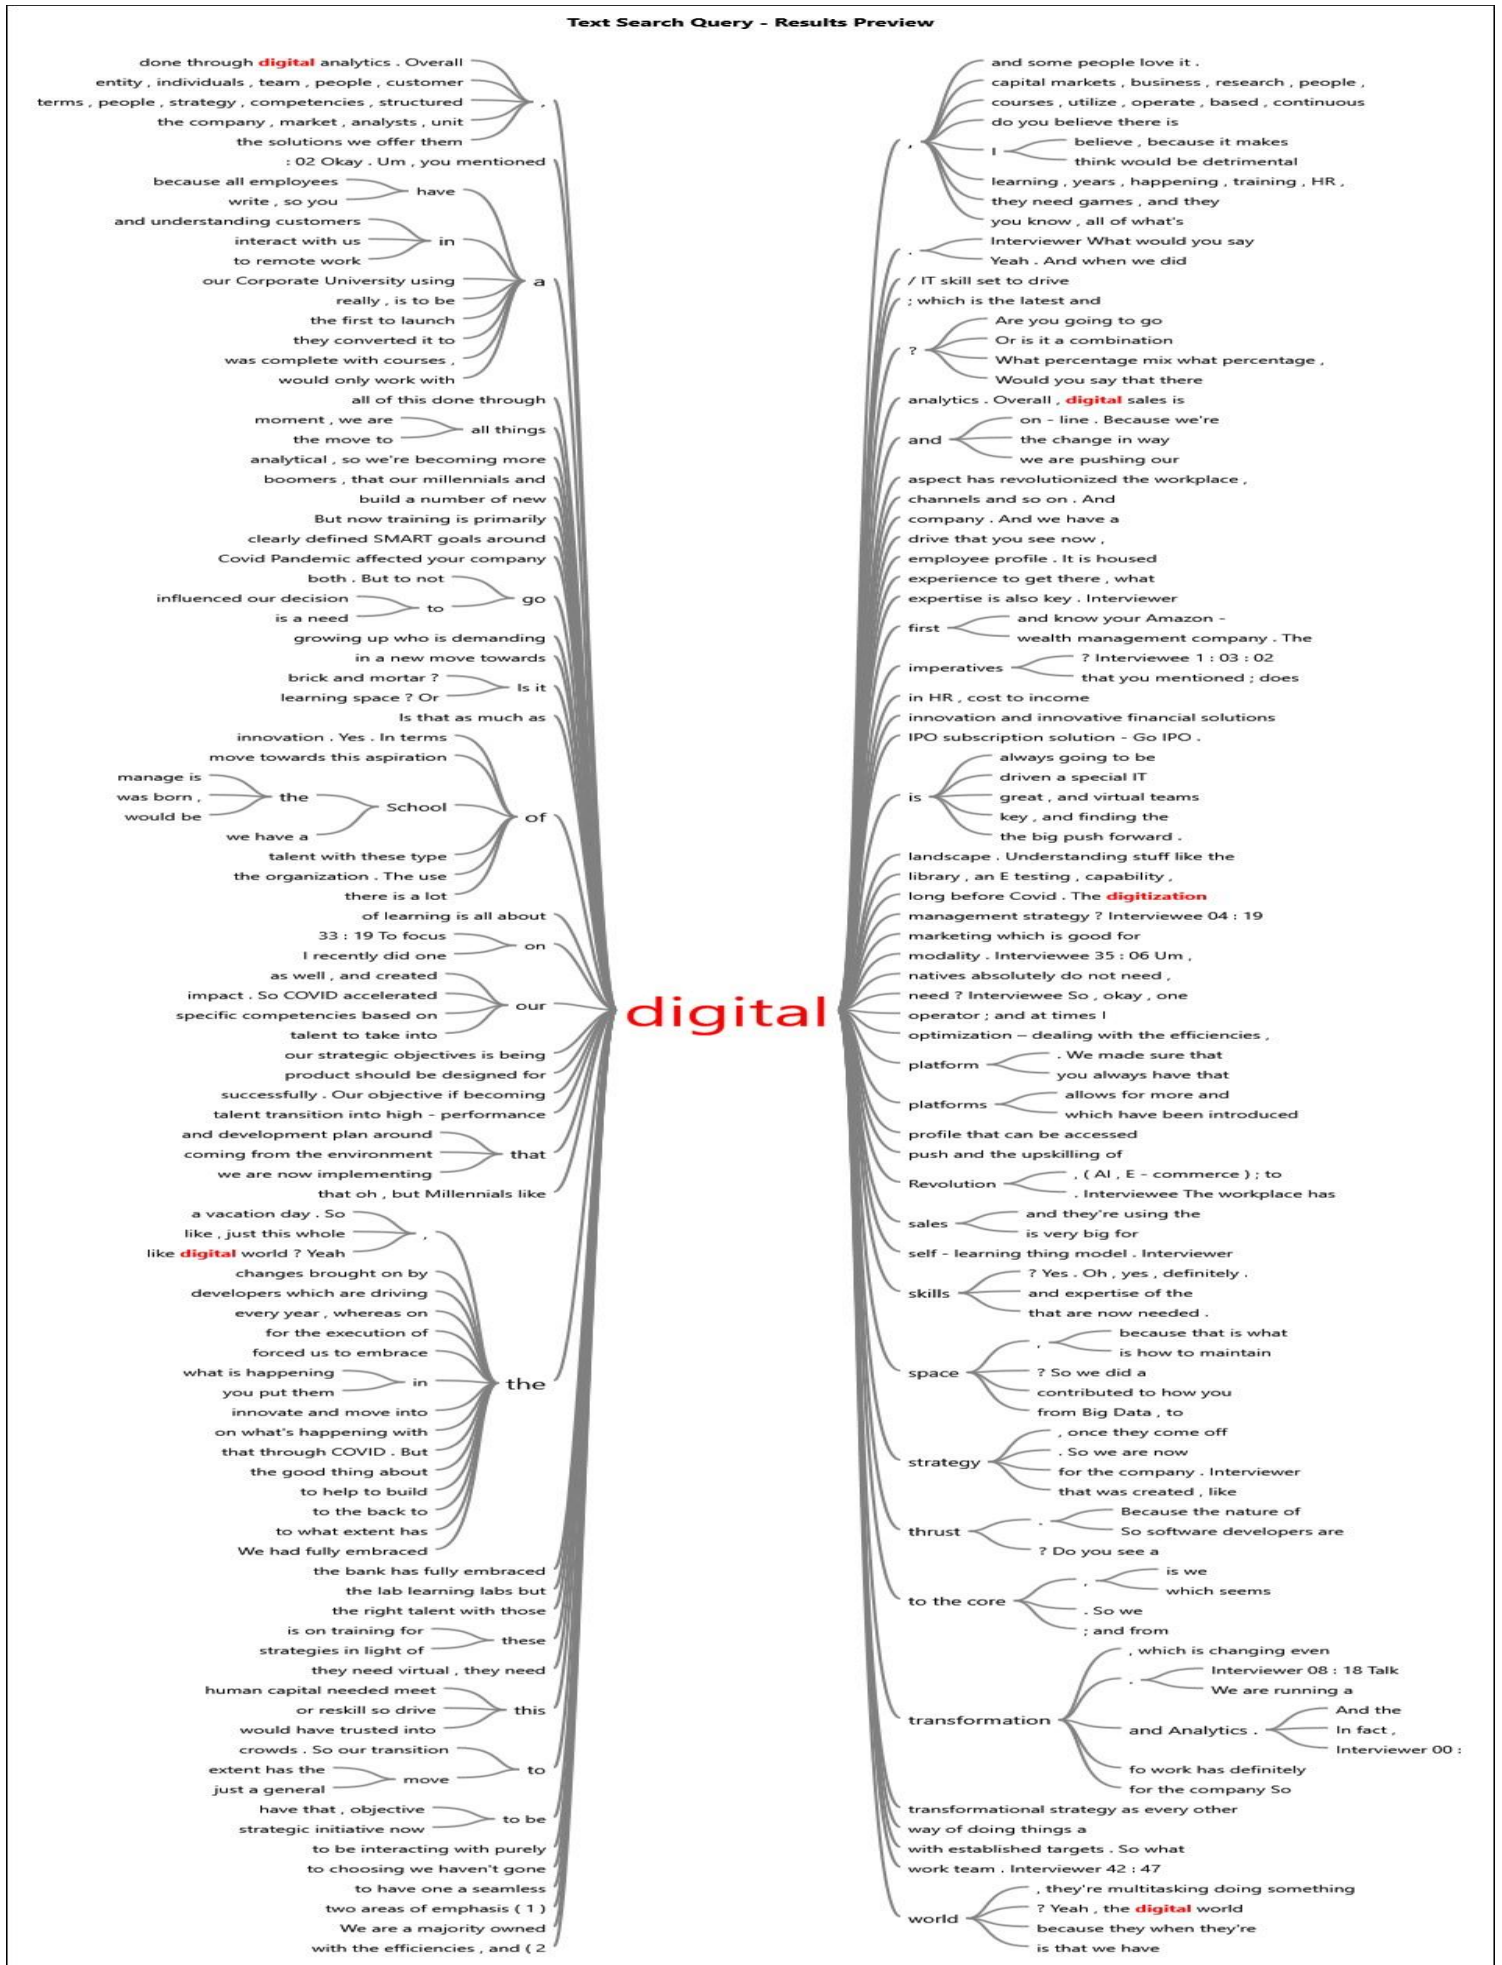 Text Search Query - Results Preview
done through digital analytics . Overall
entity , individuals , team , people , customer
terms , people , strategy , competencies , structured
the company , market , analysts , unit
the solutions we offer them
,
: 02 Okay . Um , you mentioned
because all employees
write , so you
have
and understanding customers
interact with us
to remote work
in
our Corporate University using
really , is to be
the first to launch
they converted it to
was complete with courses ,
would only work with
a
all of this done through
moment , we are
the move to
all things
analytical , so we're becoming more
boomers , that our millennials and
build a number of new
But now training is primarily
clearly defined SMART goals around
Covid Pandemic affected your company
both . But to not
influenced our decision
is a need
to
go
growing up who is demanding
in a new move towards
brick and mortar ?
learning space ? Or
Is it
Is that as much as
innovation . Yes . In terms
move towards this aspiration
manage is
was born ,
would be
the
we have a
School
talent with these type
the organization . The use
there is a lot
of
of learning is all about
33 : 19 To focus
I recently did one
on
as well , and created
impact . So COVID accelerated
specific competencies based on
talent to take into
our
our strategic objectives is being
product should be designed for
successfully . Our objective if becoming
talent transition into high - performance
and development plan around
coming from the environment
we are now implementing
that
that oh , but Millennials like
a vacation day . So
like , just this whole
like digital world ? Yeah
,
changes brought on by
developers which are driving
every year , whereas on
for the execution of
forced us to embrace
what is happening
you put them
in
innovate and move into
on what's happening with
that through COVID . But
the good thing about
to help to build
to the back to
to what extent has
We had fully embraced
the
the bank has fully embraced
the lab learning labs but
the right talent with those
is on training for
strategies in light of
these
they need virtual , they need
human capital needed meet
or reskill so drive
would have trusted into
this
crowds . So our transition
extent has the
just a general
move
to
have that , objective
strategic initiative now
to be
to be interacting with purely
to choosing we haven't gone
to have one a seamless
two areas of emphasis ( 1 )
We are a majority owned
with the efficiencies , and ( 2
digital
,
and some people love it .
capital markets , business , research , people ,
courses , utilize , operate , based , continuous
do you believe there is
I
believe , because it makes
think would be detrimental
learning , years , happening , training , HR ,
they need games , and they
you know , all of what's
.
Interviewer What would you say
Yeah . And when we did
/ IT skill set to drive
; which is the latest and
?
Are you going to go
Or is it a combination
What percentage mix what percentage ,
Would you say that there
analytics . Overall , digital sales is
and
on - line . Because we're
the change in way
we are pushing our
aspect has revolutionized the workplace ,
channels and so on . And
company . And we have a
drive that you see now ,
employee profile . It is housed
experience to get there , what
expertise is also key . Interviewer
first
and know your Amazon -
wealth management company . The
imperatives
? Interviewee 1 : 03 : 02
that you mentioned ; does
in HR , cost to income
innovation and innovative financial solutions
IPO subscription solution - Go IPO .
is
always going to be
driven a special IT
great , and virtual teams
key , and finding the
the big push forward .
landscape . Understanding stuff like the
library , an E testing , capability ,
long before Covid . The digitization
management strategy ? Interviewee 04 : 19
marketing which is good for
modality . Interviewee 35 : 06 Um ,
natives absolutely do not need ,
need ? Interviewee So , okay , one
operator ; and at times I
optimization – dealing with the efficiencies ,
platform
. We made sure that
you always have that
platforms
allows for more and
which have been introduced
profile that can be accessed
push and the upskilling of
Revolution
, ( AI , E - commerce ) ; to
. Interviewee The workplace has
sales
and they're using the
is very big for
self - learning thing model . Interviewer
skills
? Yes . Oh , yes , definitely .
and expertise of the
that are now needed .
space
,
because that is what
is how to maintain
? So we did a
contributed to how you
from Big Data , to
strategy
, once they come off
. So we are now
for the company . Interviewer
that was created , like
thrust
.
Because the nature of
So software developers are
? Do you see a
to the core
,
is we
which seems
. So we
; and from
transformation
, which is changing even
.
Interviewer 08 : 18 Talk
We are running a
and Analytics .
And the
In fact ,
Interviewer 00 :
fo work has definitely
for the company So
transformational strategy as every other
way of doing things a
with established targets . So what
work team . Interviewer 42 : 47
world
, they're multitasking doing something
? Yeah , the digital world
because they when they're
is that we have